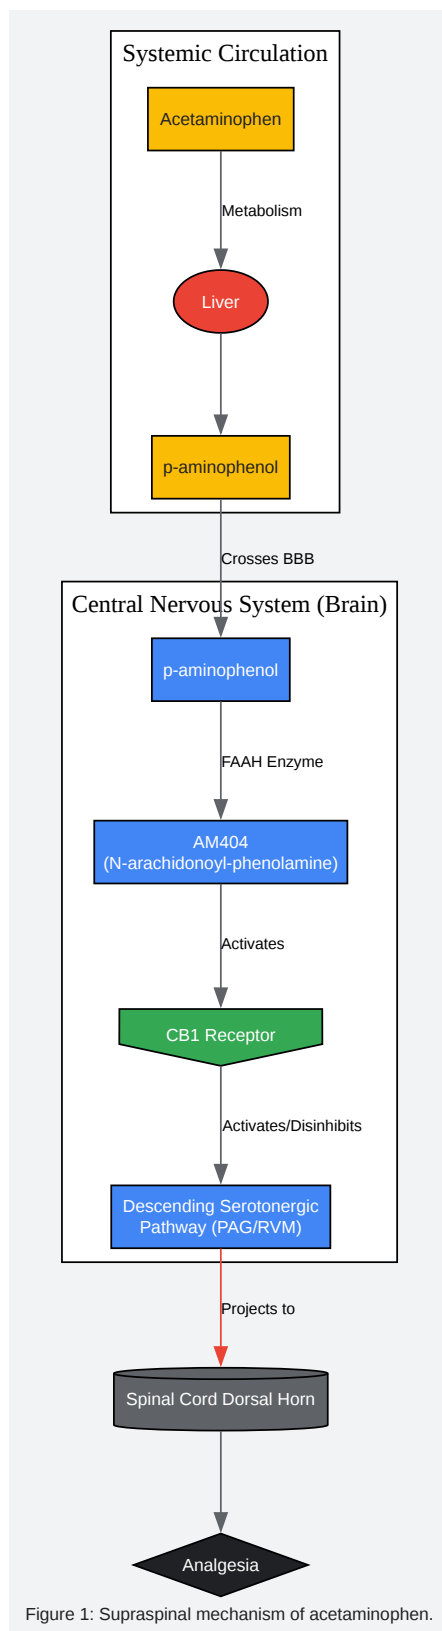 Systemic Circulation
Acetaminophen
Metabolism
Liver
p-aminophenol
Crosses BBB
Central Nervous System (Brain)
p-aminophenol
FAAH Enzyme
AM404
(N-arachidonoyl-phenolamine)
Activates
CB1 Receptor
Activates/Disinhibits
Descending Serotonergic
Pathway (PAG/RVM)
Projects to
Spinal Cord Dorsal Horn
Analgesia
Figure 1: Supraspinal mechanism of acetaminophen.